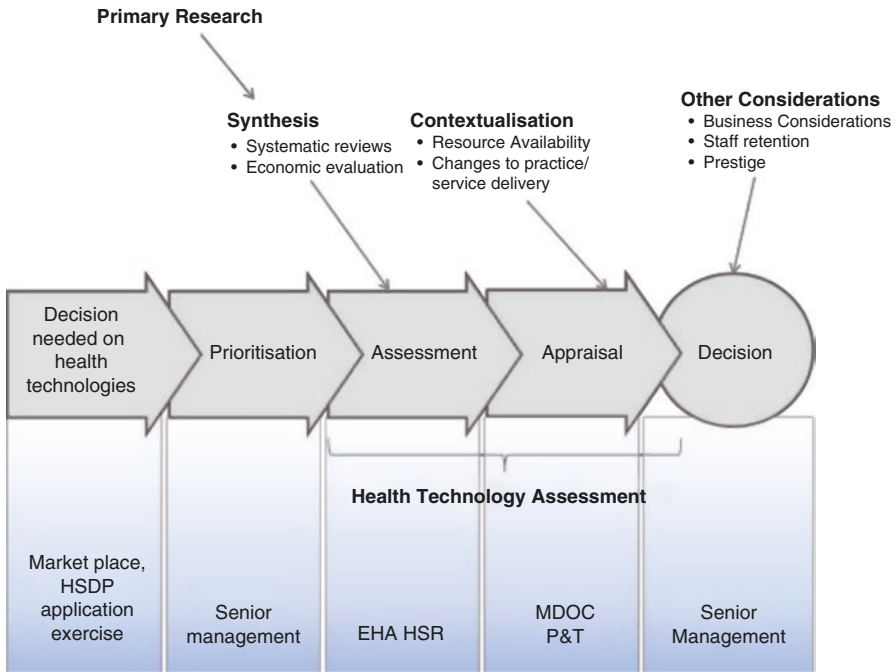 Primary Research
Synthesis
• Systematic reviews
• Economic evaluation
Contextualisation
• Resource Availability
• Changes to practice/
service delivery
Other Considerations
• Business Considerations
• Staff retention
• Prestige
Decision
needed on
health
technologies
Prioritisation
Assessment
Appraisal
Decision
Health Technology Assessment
Market place,
HSDP
application
exercise
Senior
management
EHA HSR
MDOC
P&T
Senior
Management